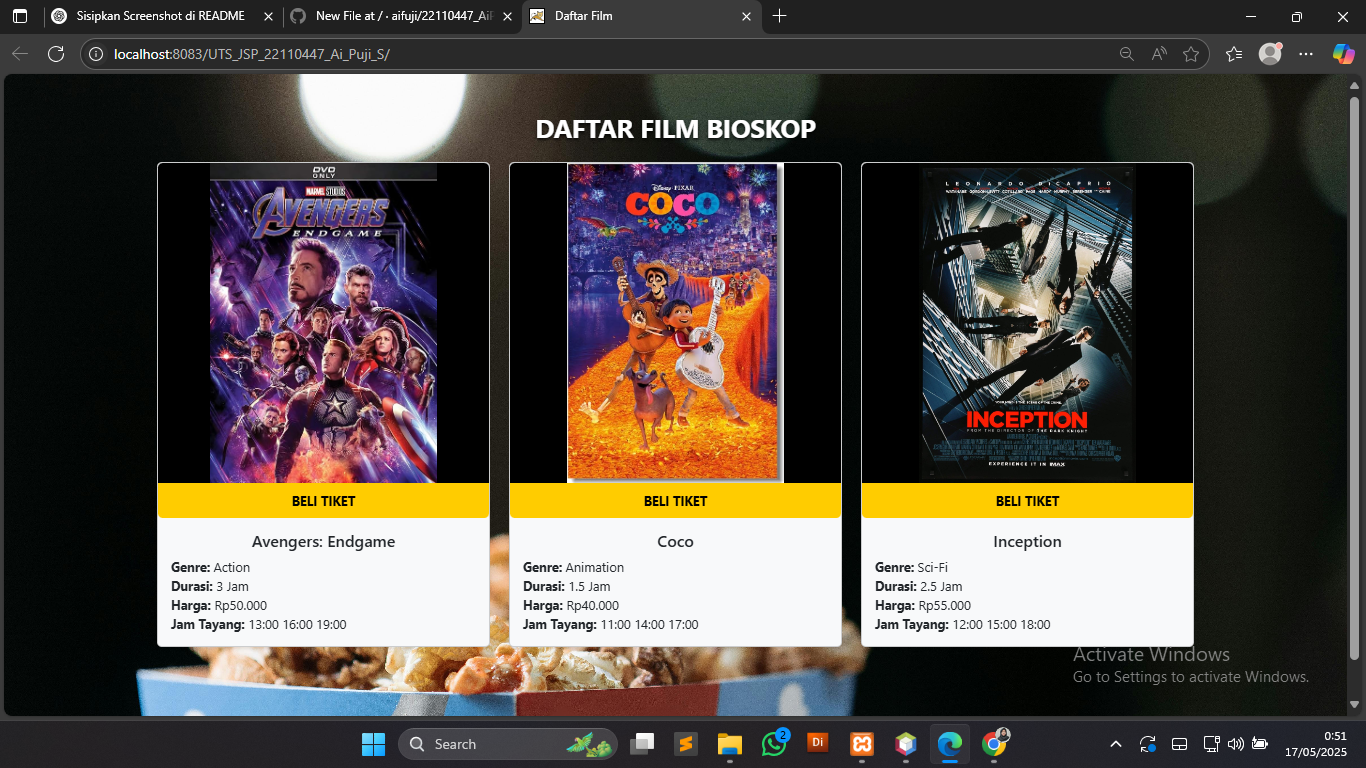 Sisipkan Screenshot di README
New File at / · aifuji/22110447_AiP
Daftar Film
localhost:8083/UTS_JSP_22110447_Ai_Puji_S/
DAFTAR FILM BIOSKOP
DVD
ONLY
MARVEL STUDIOS
AVENGERS
ENDGAME
BELI TIKET
Avengers: Endgame
Genre: Action
Durasi: 3 Jam
Harga: Rp50.000
Jam Tayang: 13:00 16:00 19:00
Disney PIXAR
COCO
BELI TIKET
Coco
Genre: Animation
Durasi: 1.5 Jam
Harga: Rp40.000
Jam Tayang: 11:00 14:00 17:00
LEONARDO DICAPRIO
INCEPTION
FROM THE DIRECTOR OF THE DARK KNIGHT
EXPERIENCE IT IN IMAX
BELI TIKET
Inception
Genre: Sci-Fi
Durasi: 2.5 Jam
Harga: Rp55.000
Jam Tayang: 12:00 15:00 18:00
Activate Windows
Go to Settings to activate Windows.
Search
2
Di
0:51
17/05/2025